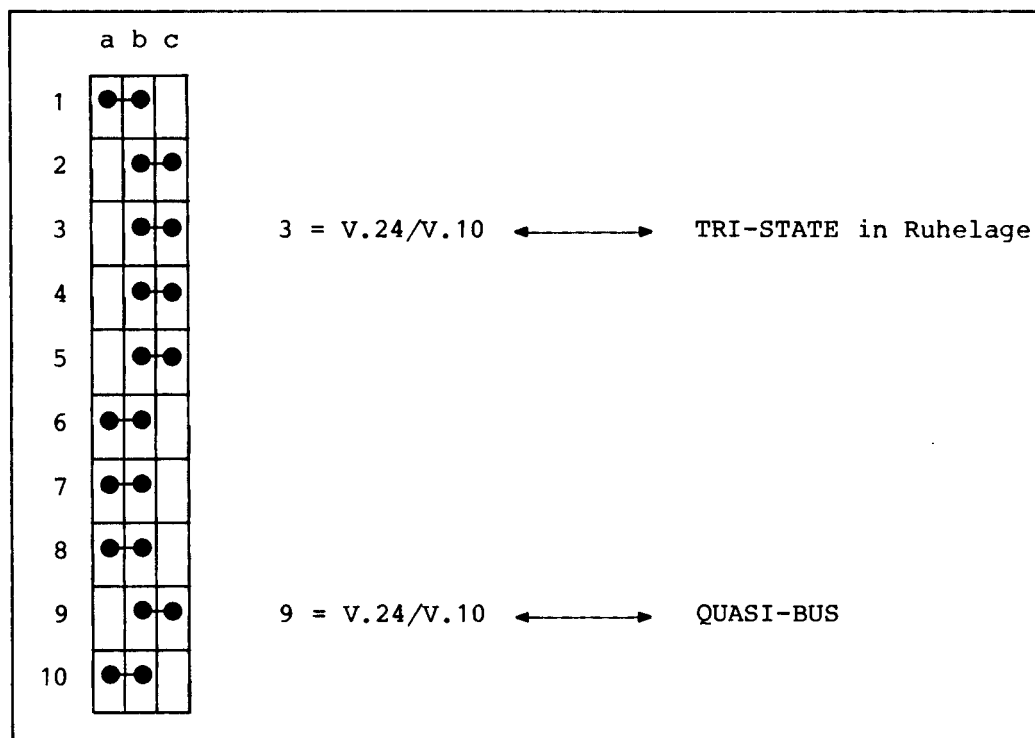 a b c
1
2
3 3 = V.24/V.10 TRI-STATE in Ruhelage
4
5
6
7
8
9 9 = V.24/V.10 QUASI-BUS
10